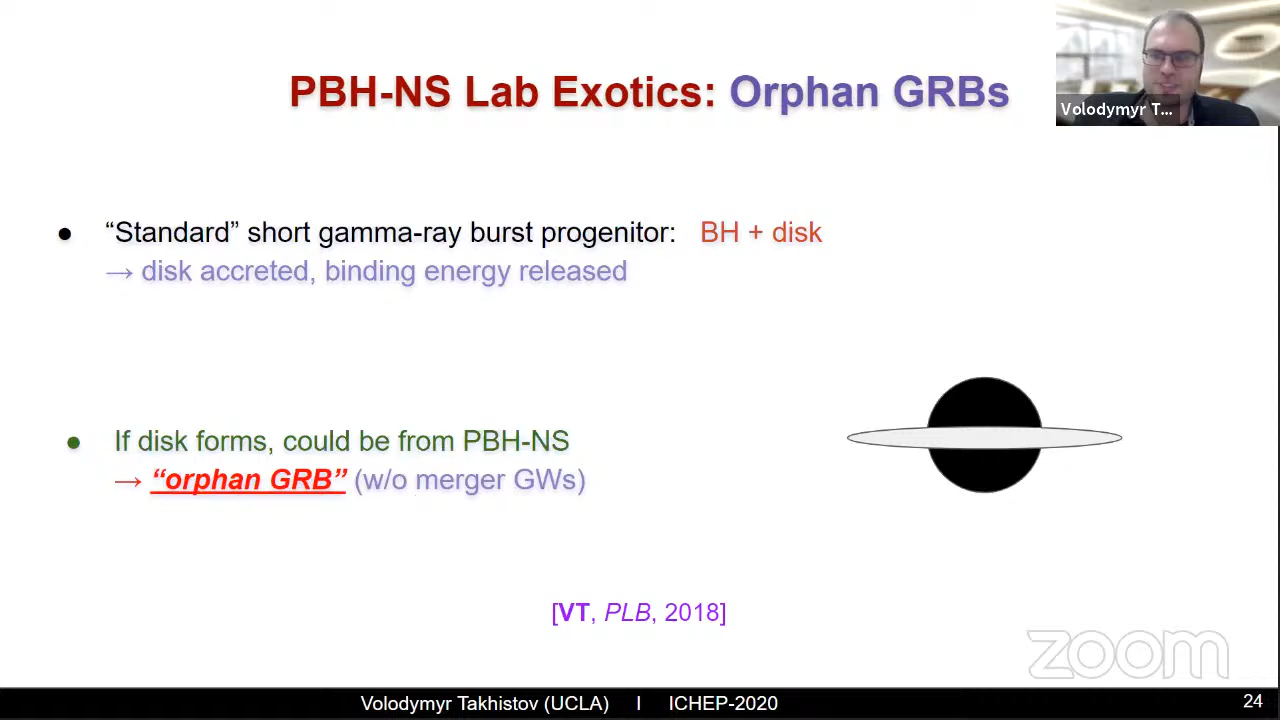 PBH-NS Lab Exotics: Orphan GRBs
Volodymyr T...
● “Standard” short gamma-ray burst progenitor: BH + disk
→ disk accreted, binding energy released
● If disk forms, could be from PBH-NS
→ “orphan GRB” (w/o merger GWs)
[VT, PLB, 2018]
zoom
Volodymyr Takhistov (UCLA) I ICHEP-2020
24